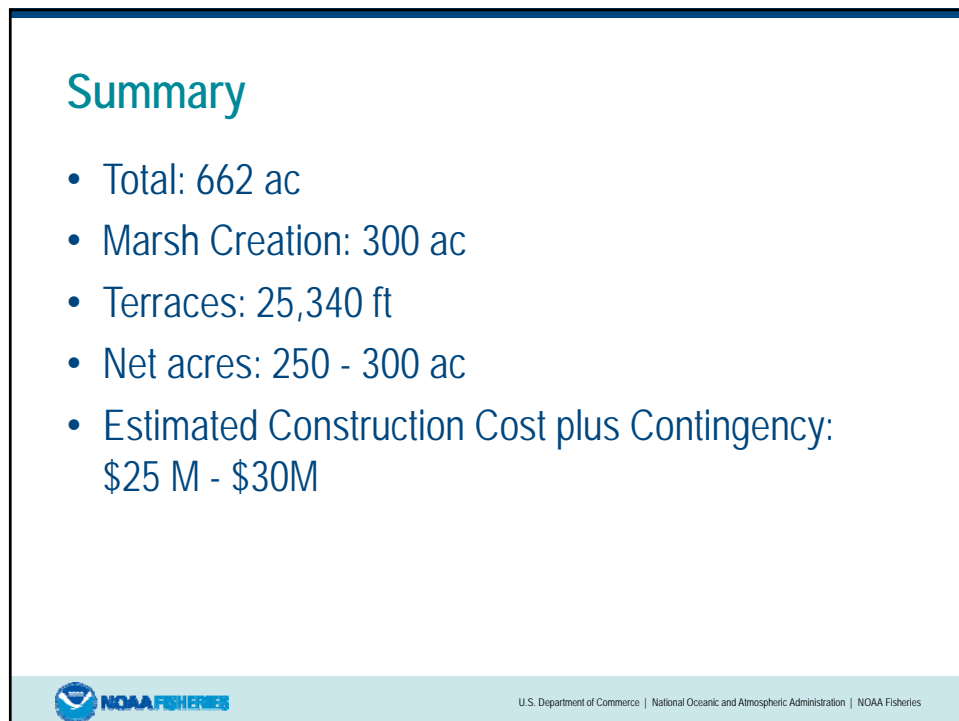 Summary
• Total: 662 ac
• Marsh Creation: 300 ac
• Terraces: 25,340 ft
• Net acres: 250 - 300 ac
• Estimated Construction Cost plus Contingency:
$25 M - $30M
NOAA FISHERIES
U.S. Department of Commerce | National Oceanic and Atmospheric Administration | NOAA Fisheries